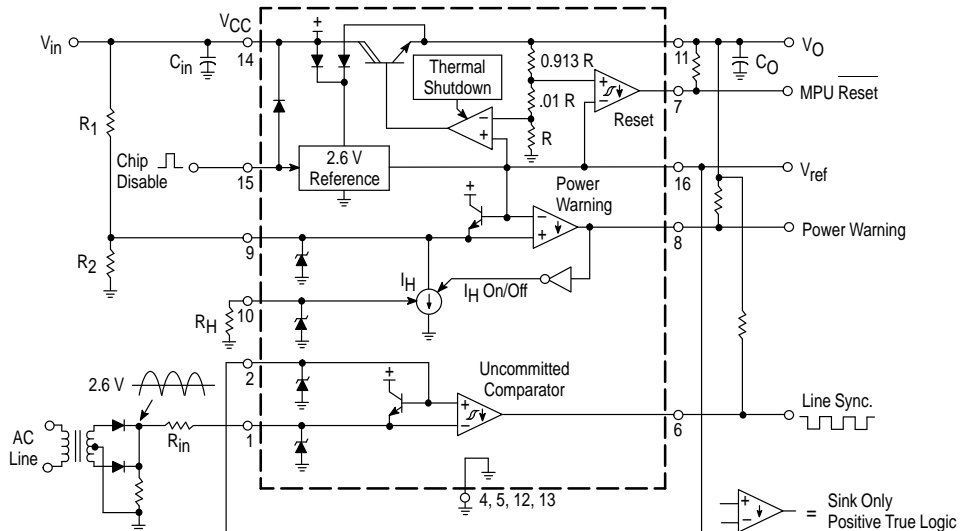 Vin
Cin
VCC
14
+
Thermal
Shutdown
0.913 R
.01 R
R
+
−
Reset
11
CO
VO
7
MPU Reset
R1
−
+
Chip
Disable
15
2.6 V
Reference
16
Vref
+
Power
Warning
−
+
8
Power Warning
R2
9
IH
IH On/Off
RH
10
2
2.6 V
+
Uncommitted
Comparator
+
−
6
Line Sync.
AC
Line
Rin
1
4, 5, 12, 13
+
−
= Sink Only
Positive True Logic